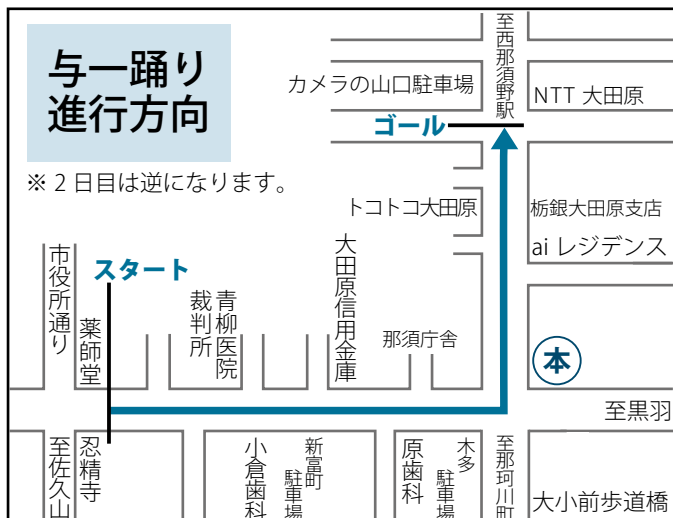 与一踊り
進行方向
※ 2 日目は逆になります。
至西那須野駅
カメラの山口駐車場
NTT 大田原
ゴール
トコトコ大田原
栃銀大田原支店
ai レジデンス
市役所通り
スタート
薬師堂
裁判所
青柳医院
大田原信用金庫
那須庁舎
本
至黒羽
至佐久山
忍精寺
小倉歯科
新富町
駐車場
原歯科
木多
駐車場
至那珂川町
大小前歩道橋